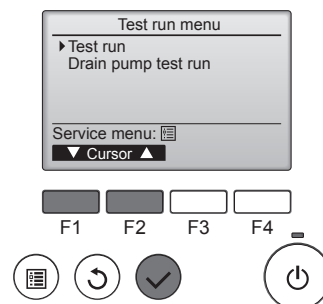 Test run menu
Test run
Drain pump test run
Service menu:
▼ Cursor ▲
F1 F2 F3 F4